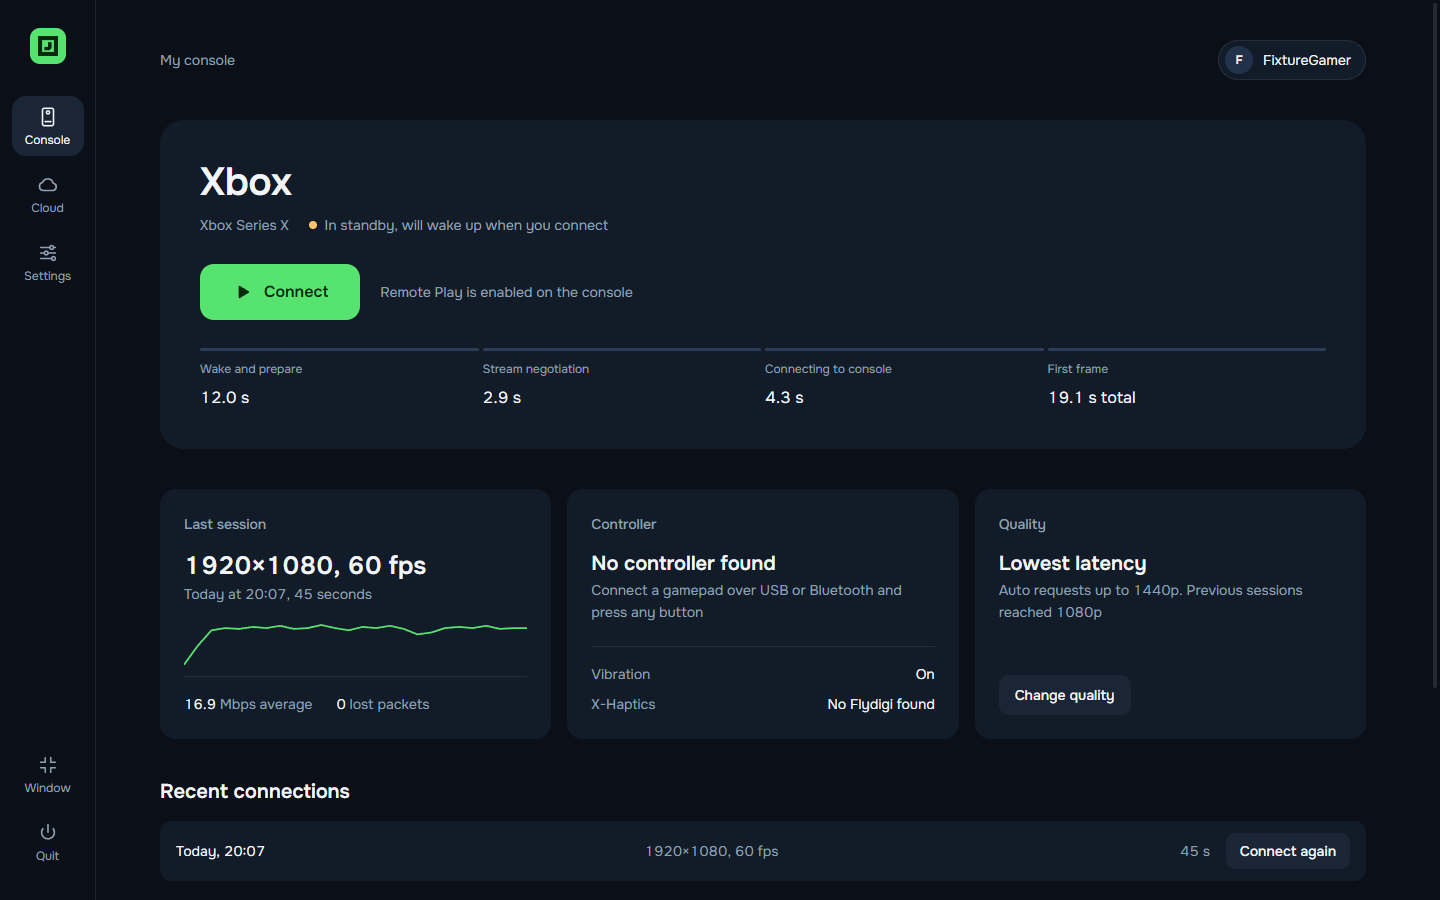 My console
F FixtureGamer
Console
Cloud
Settings
Window
Quit
Xbox
Xbox Series X In standby, will wake up when you connect
Connect Remote Play is enabled on the console
Wake and prepare
12.0 s
Stream negotiation
2.9 s
Connecting to console
4.3 s
First frame
19.1 s total
Last session
1920×1080, 60 fps
Today at 20:07, 45 seconds
16.9 Mbps average 0 lost packets
Controller
No controller found
Connect a gamepad over USB or Bluetooth and
press any button
Vibration On
X-Haptics No Flydigi found
Quality
Lowest latency
Auto requests up to 1440p. Previous sessions
reached 1080p
Change quality
Recent connections
Today, 20:07 1920×1080, 60 fps 45 s Connect again